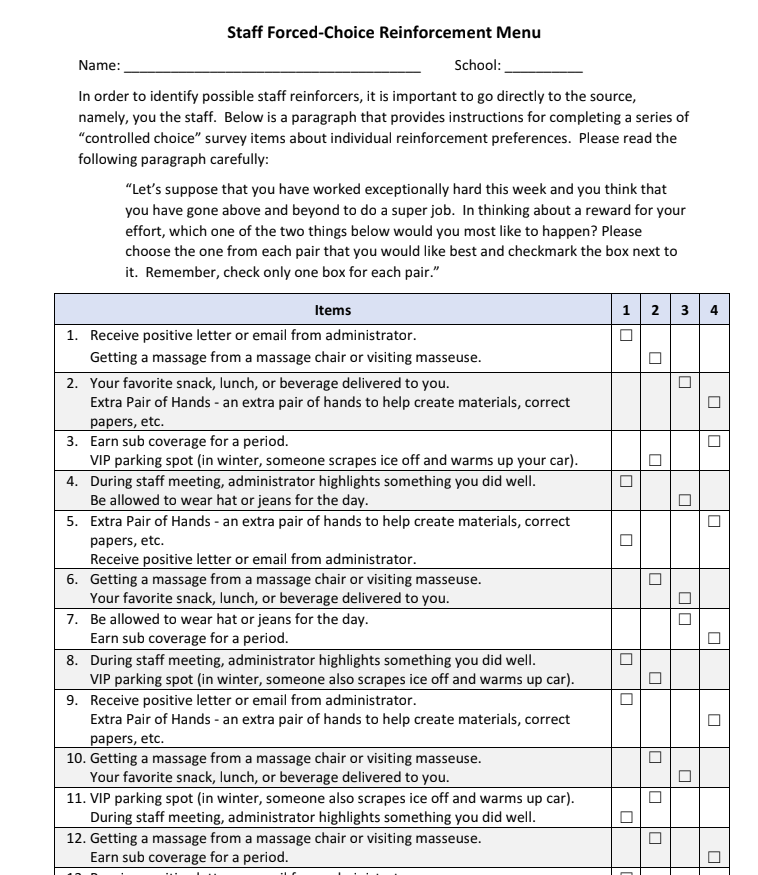 Staff Forced-Choice Reinforcement Menu
Name: ______________________________________ School: __________
In order to identify possible staff reinforcers, it is important to go directly to the source,
namely, you the staff.  Below is a paragraph that provides instructions for completing a series of
“controlled choice” survey items about individual reinforcement preferences.  Please read the
following paragraph carefully:
“Let’s suppose that you have worked exceptionally hard this week and you think that
you have gone above and beyond to do a super job.  In thinking about a reward for your
effort, which one of the two things below would you most like to happen? Please
choose the one from each pair that you would like best and checkmark the box next to
it.  Remember, check only one box for each pair.”
Items 1 2 3 4
1. Receive positive letter or email from administrator. ☐
Getting a massage from a massage chair or visiting masseuse. ☐
2. Your favorite snack, lunch, or beverage delivered to you. ☐
Extra Pair of Hands - an extra pair of hands to help create materials, correct ☐
papers, etc.
3. Earn sub coverage for a period. ☐
VIP parking spot (in winter, someone scrapes ice off and warms up your car). ☐
4. During staff meeting, administrator highlights something you did well. ☐
Be allowed to wear hat or jeans for the day. ☐
5. Extra Pair of Hands - an extra pair of hands to help create materials, correct ☐
papers, etc. ☐
Receive positive letter or email from administrator.
6. Getting a massage from a massage chair or visiting masseuse. ☐
Your favorite snack, lunch, or beverage delivered to you. ☐
7. Be allowed to wear hat or jeans for the day. ☐
Earn sub coverage for a period. ☐
8. During staff meeting, administrator highlights something you did well. ☐
VIP parking spot (in winter, someone also scrapes ice off and warms up car). ☐
9. Receive positive letter or email from administrator. ☐
Extra Pair of Hands - an extra pair of hands to help create materials, correct ☐
papers, etc.
10. Getting a massage from a massage chair or visiting masseuse. ☐
Your favorite snack, lunch, or beverage delivered to you. ☐
11. VIP parking spot (in winter, someone also scrapes ice off and warms up car). ☐
During staff meeting, administrator highlights something you did well. ☐
12. Getting a massage from a massage chair or visiting masseuse. ☐
Earn sub coverage for a period. ☐